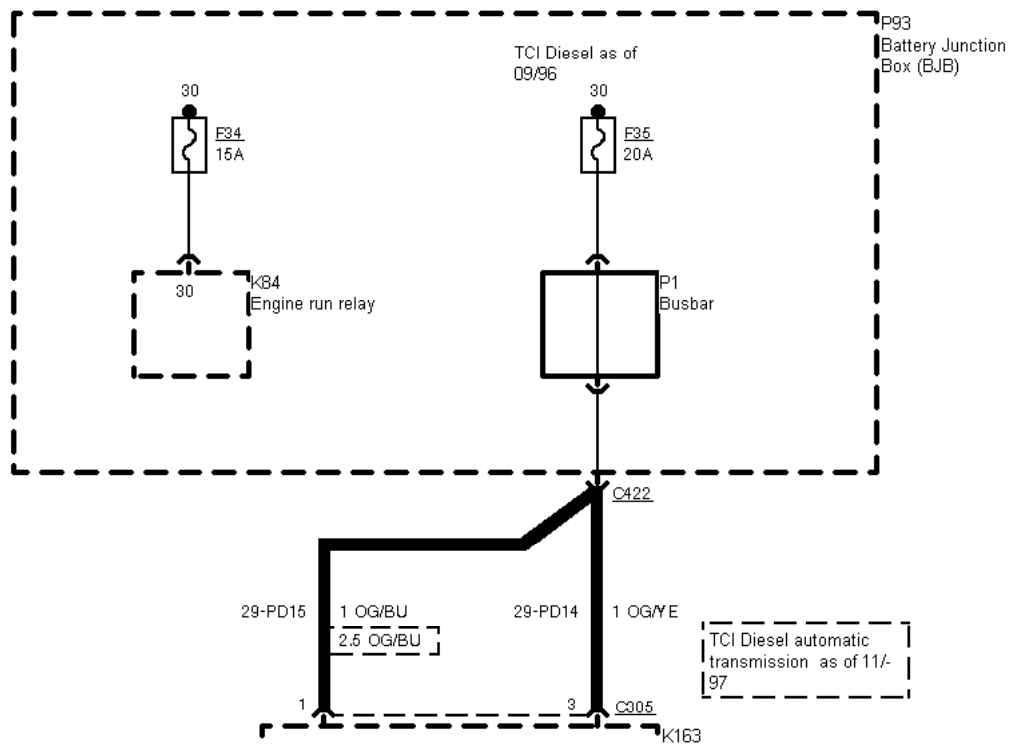 P93
Battery Junction
Box (BJB)
TCI Diesel as of
09/96
30
30
F34
15A
F35
20A
K84
30
Engine run relay
P1
Busbar
C422
29-PD15
1 OG/BU
29-PD14
1 OG/YE
2.5 OG/BU
TCI Diesel automatic
transmission as of 11/-
97
1
3
C305
K163